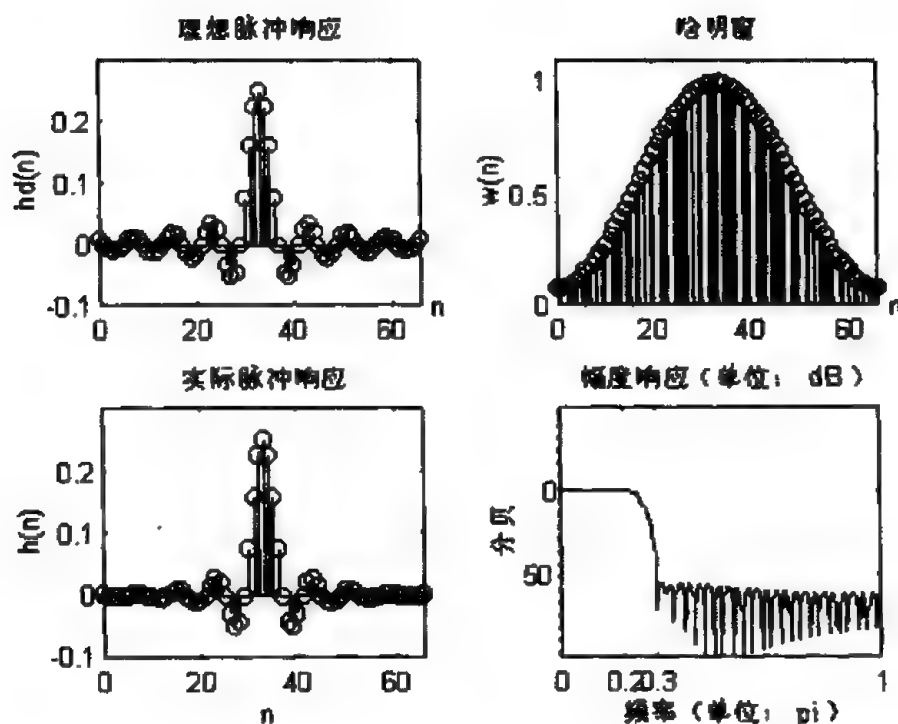 理想脉冲响应
hd(n)
0.2
0.1
0
-0.1
0 20 40 60 n
哈明窗
w(n)
1
0.5
0
0 20 40 60 n
实际脉冲响应
h(n)
0.2
0.1
0
-0.1
0 20 40 60
n
幅度响应（单位：dB）
分贝
0
50
0 0.2 0.3 1
频率（单位：pi）